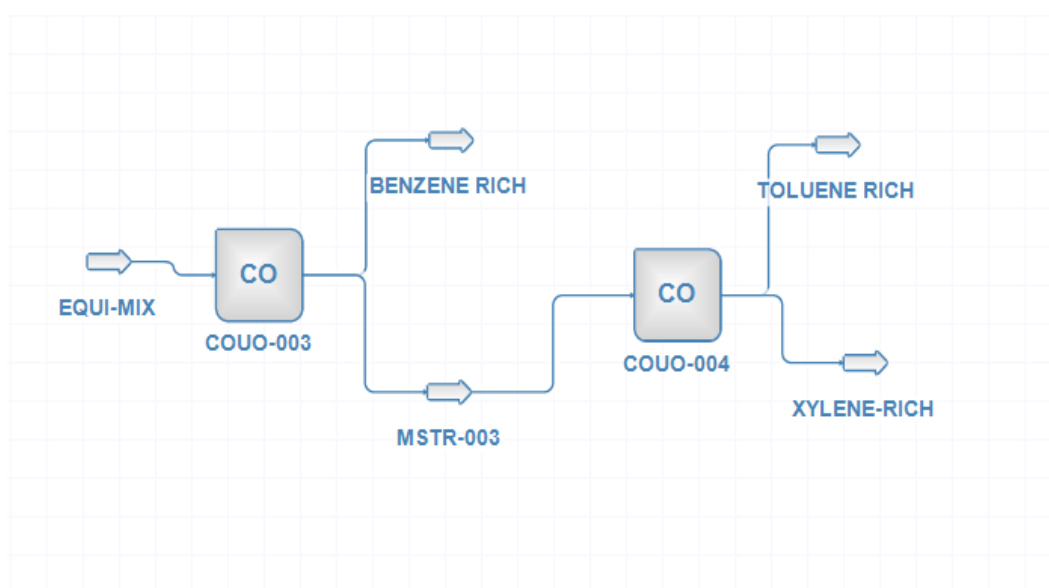 BENZENE RICH
TOLUENE RICH
CO
EQUI-MIX
COUO-003
CO
COUO-004
MSTR-003
XYLENE-RICH